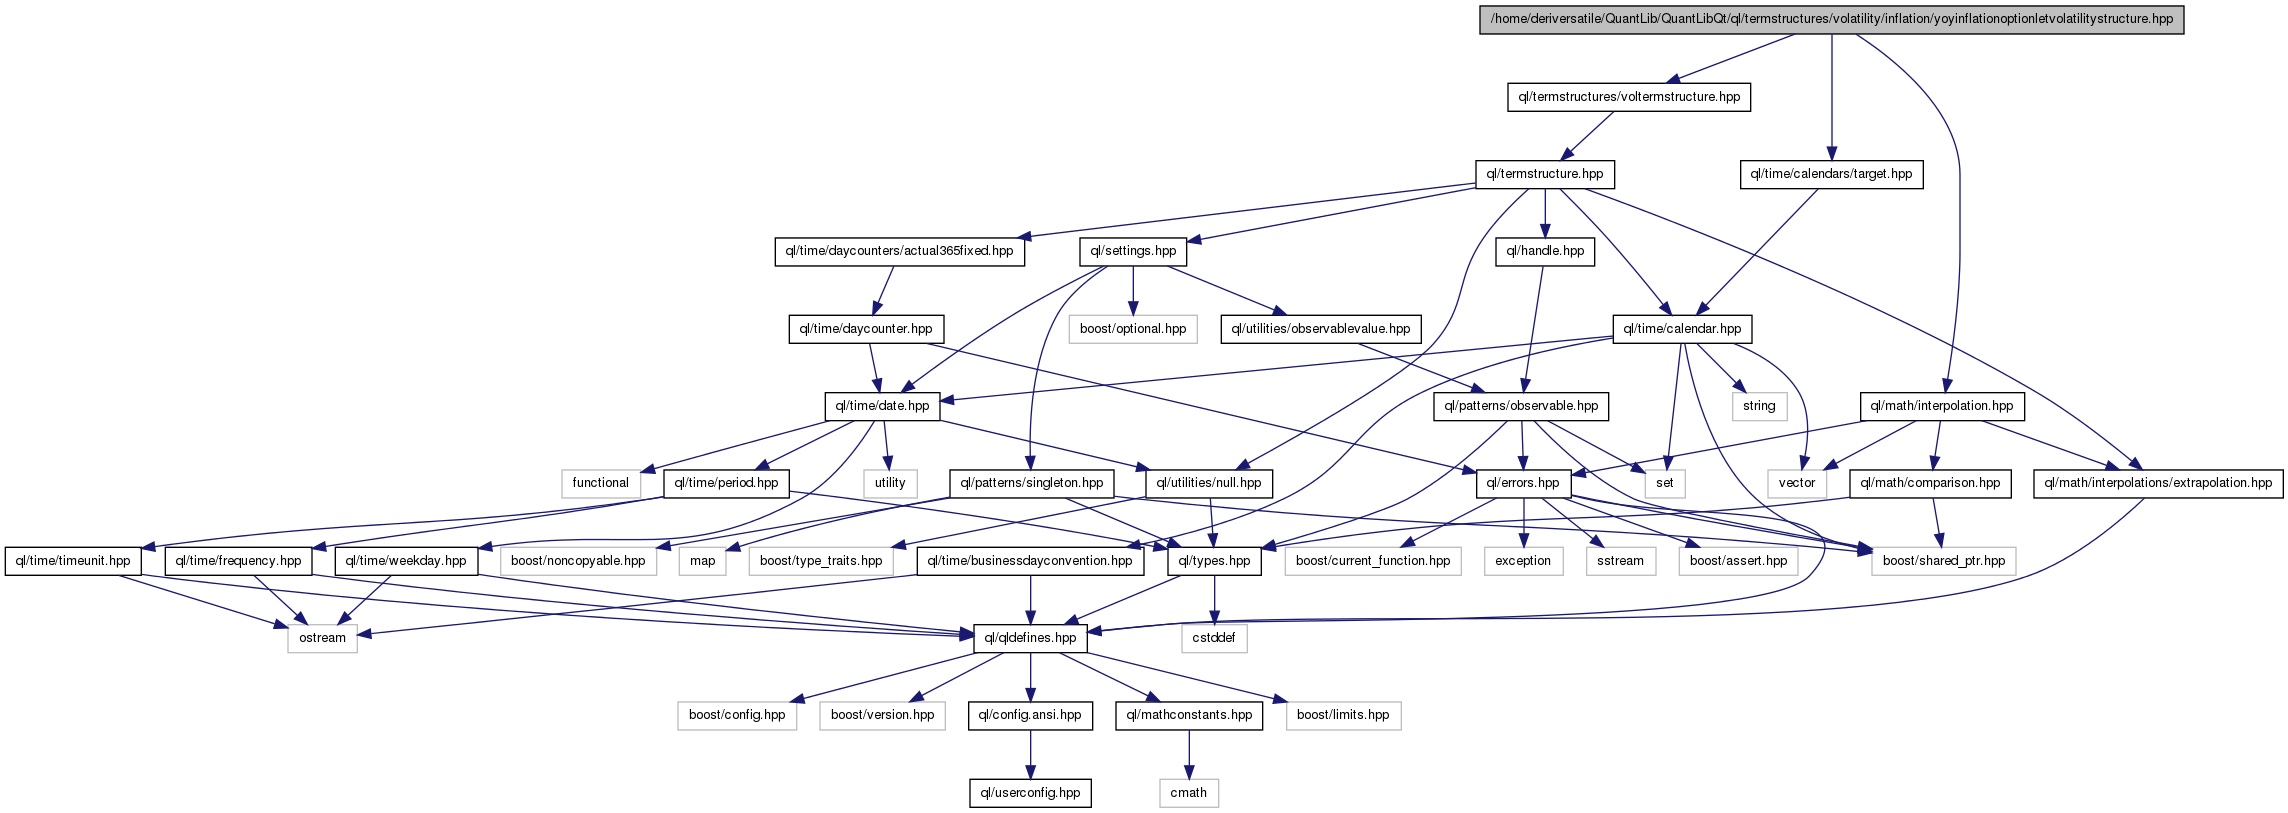 /home/deriversatile/QuantLib/QuantLibQt/ql/termstructures/volatility/inflation/yoyinflationoptionletvolatilitystructure.hpp
ql/termstructures/voltermstructure.hpp
ql/termstructure.hpp
ql/time/calendars/target.hpp
ql/time/daycounters/actual365fixed.hpp
ql/settings.hpp
ql/handle.hpp
ql/time/daycounter.hpp
boost/optional.hpp
ql/utilities/observablevalue.hpp
ql/time/calendar.hpp
ql/time/date.hpp
ql/patterns/observable.hpp
string
ql/math/interpolation.hpp
functional
ql/time/period.hpp
utility
ql/patterns/singleton.hpp
ql/utilities/null.hpp
ql/errors.hpp
set
vector
ql/math/comparison.hpp
ql/math/interpolations/extrapolation.hpp
ql/time/timeunit.hpp
ql/time/frequency.hpp
ql/time/weekday.hpp
boost/noncopyable.hpp
map
boost/type_traits.hpp
ql/time/businessdayconvention.hpp
ql/types.hpp
boost/current_function.hpp
exception
sstream
boost/assert.hpp
boost/shared_ptr.hpp
ostream
ql/qldefines.hpp
cstddef
boost/config.hpp
boost/version.hpp
ql/config.ansi.hpp
ql/mathconstants.hpp
boost/limits.hpp
ql/userconfig.hpp
cmath